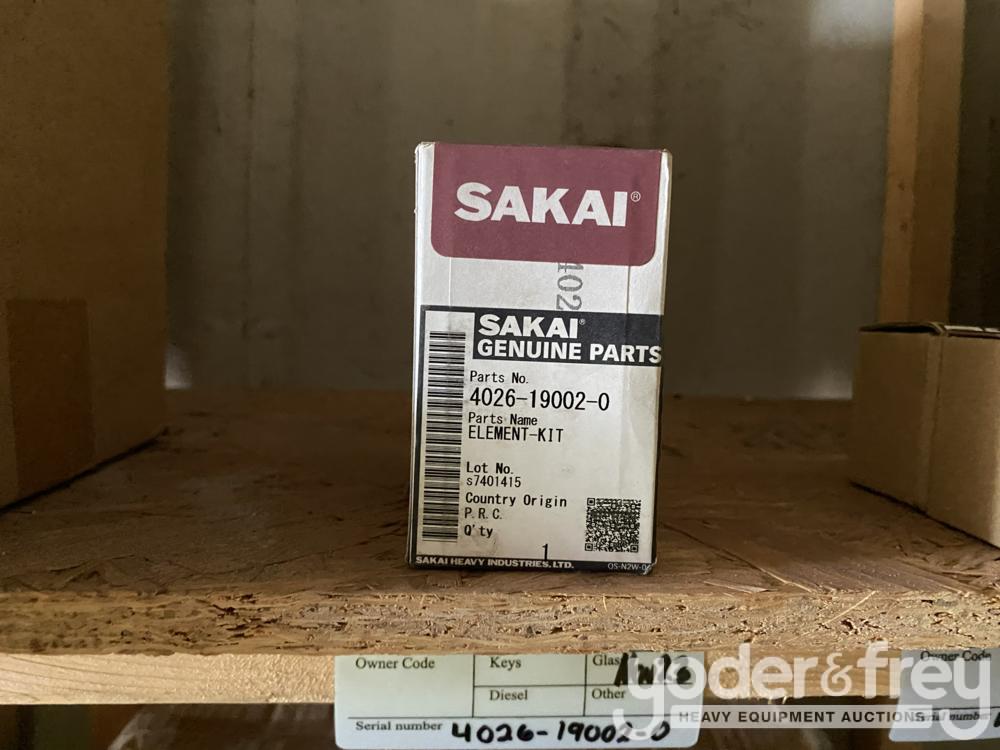 SAKAI®
402
SAKAI®
GENUINE PARTS
Parts No.
4026-19002-0
Parts Name
ELEMENT-KIT
Lot No.
s7401415
Country Origin
P.R.C.
Q'ty
1
SAKAI HEAVY INDUSTRIES, LTD.
Owner Code
Keys
Diesel
Other
Serial number 4026-19002-0
Owner Code
Serial number
yoder&frey
HEAVY EQUIPMENT AUCTIONS